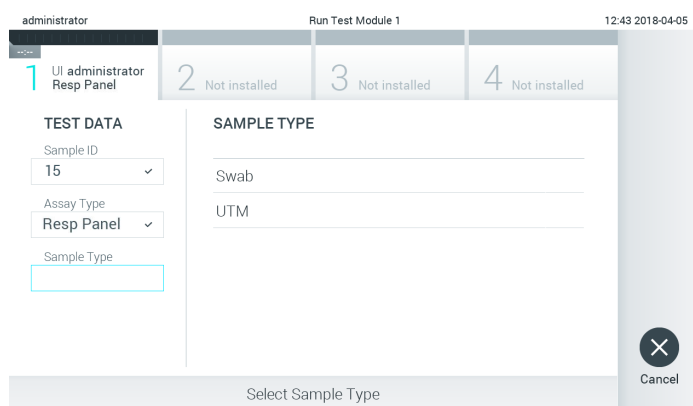 administrator
Run Test Module 1
12:43 2018-04-05
--:--
1 UI administrator
Resp Panel
2 Not installed
3 Not installed
4 Not installed
TEST DATA
Sample ID
15
Assay Type
Resp Panel
Sample Type
SAMPLE TYPE
Swab
UTM
Cancel
Select Sample Type